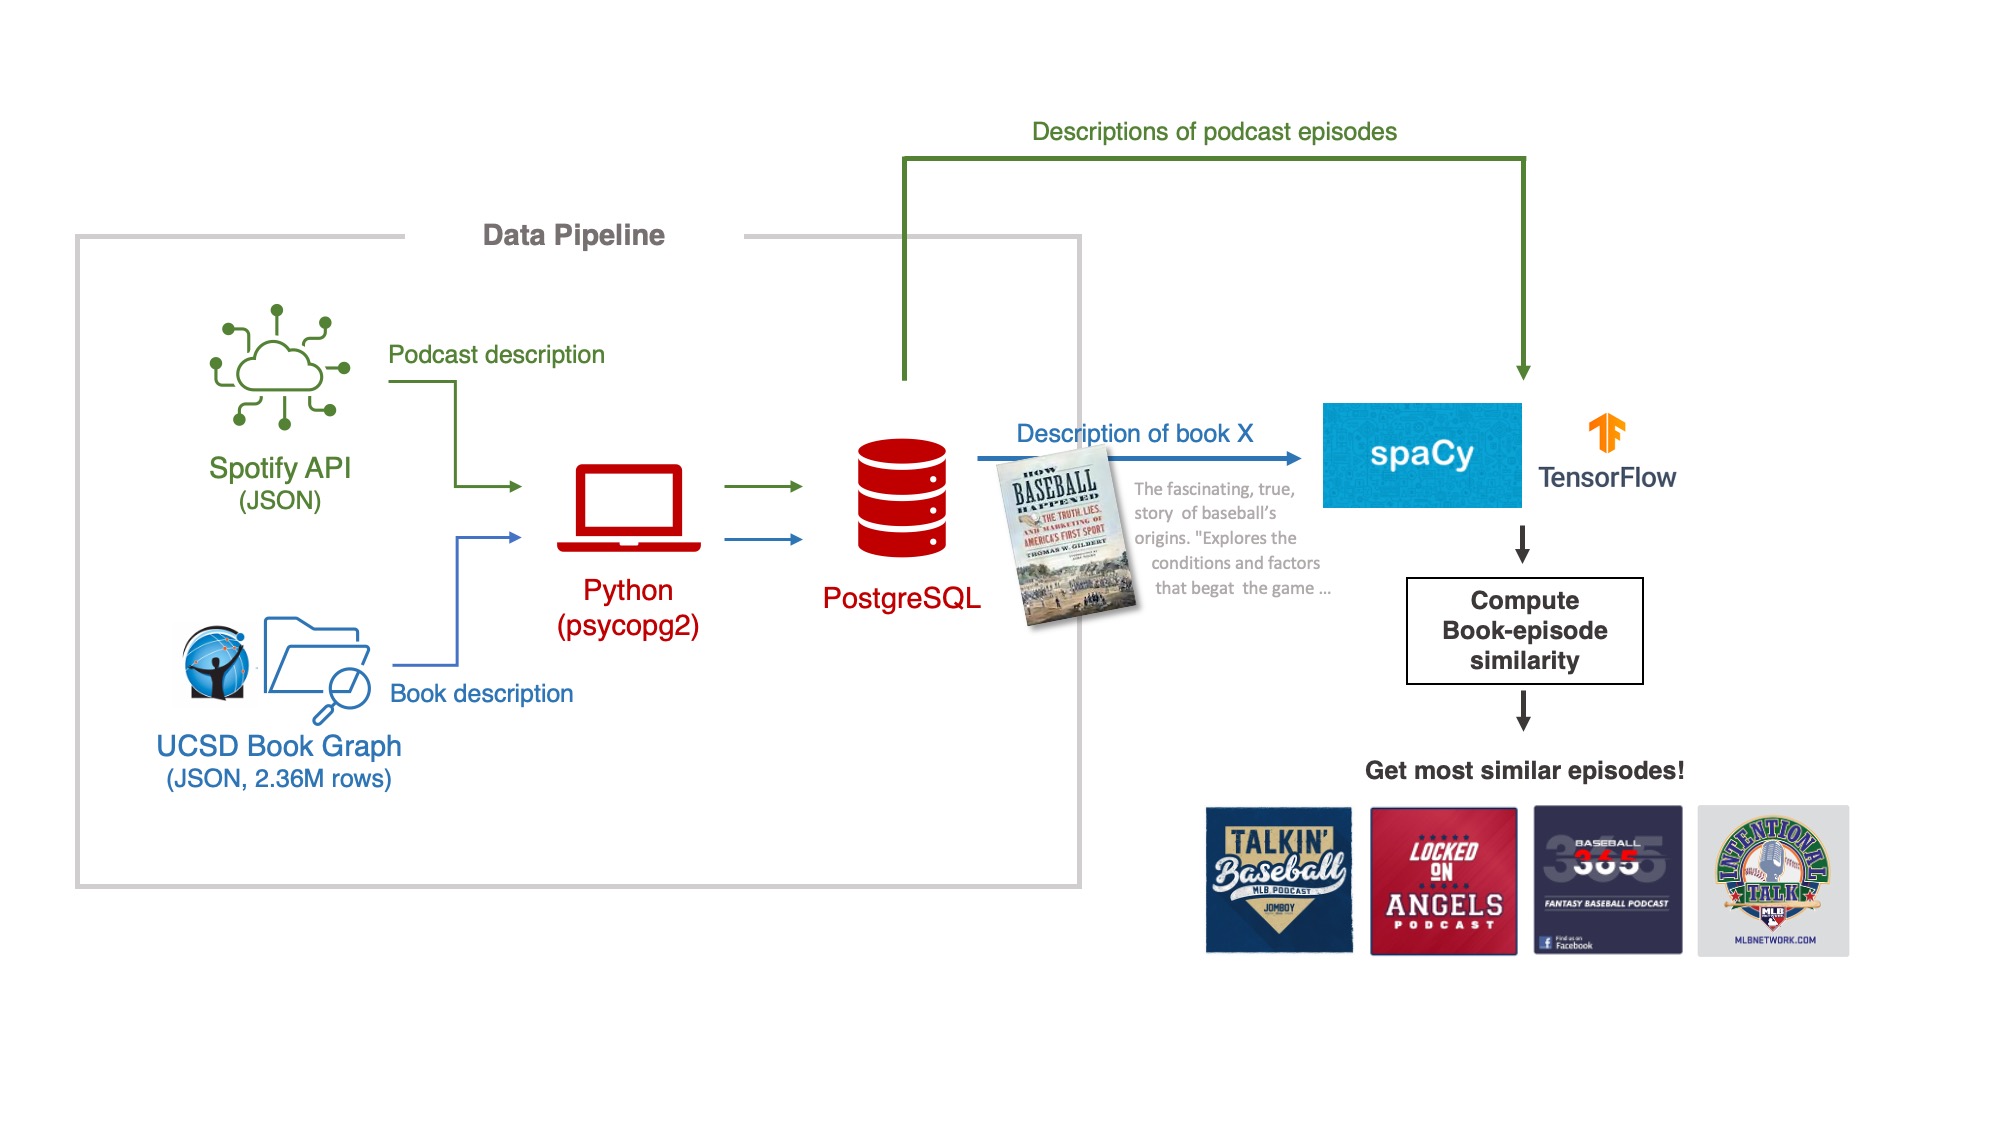 Descriptions of podcast episodes
Data Pipeline
Podcast description
Spotify API
(JSON)
Python
(psycopg2)
PostgreSQL
Book description
UCSD Book Graph
(JSON, 2.36M rows)
Description of book X
HOW
BASEBALL
HAPPENED
THE TRUTH, LIES,
AND MARKETING OF
AMERICA'S FIRST SPORT
THOMAS W. GILBERT
The fascinating, true,
story of baseball's
origins. "Explores the
conditions and factors
that begat the game ...
spaCy
TensorFlow
Compute
Book-episode
similarity
Get most similar episodes!
TALKIN'
Baseball
MLB PODCAST
JOMBOY
LOCKED
ON
ANGELS
PODCAST
365
BASEBALL
365
FANTASY BASEBALL PODCAST
Find us on
Facebook
INTENTIONAL
TALK
MLB
MLBNETWORK.COM